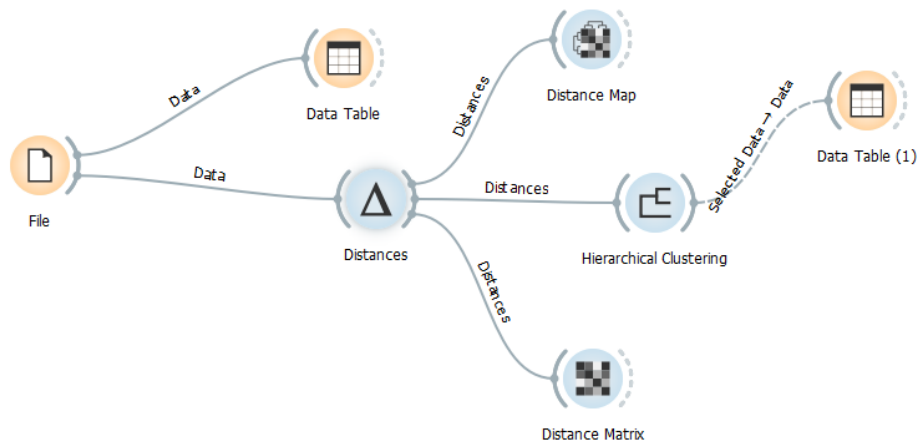 Data
Data Table
File
Data
Distances
Distances
Distance Map
Distances
Hierarchical Clustering
Selected Data → Data
Data Table (1)
Distances
Distance Matrix